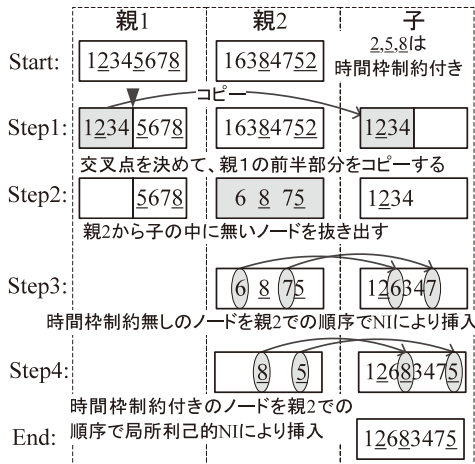 親1 親2 子
Start: 12345678 16384752 2,5,8は
時間枠制約付き
コピー
Step1: 1234 5678 16384752 1234
交叉点を決めて、親1の前半部分をコピーする
Step2: 5678 6 8 75 1234
親2から子の中に無いノードを抜き出す
Step3: 6 8 75 126347
時間枠制約無しのノードを親2での順序でNIにより挿入
Step4: 8 5 12683475
時間枠制約付きのノードを親2での
順序で局所利己的NIにより挿入
End: 12683475